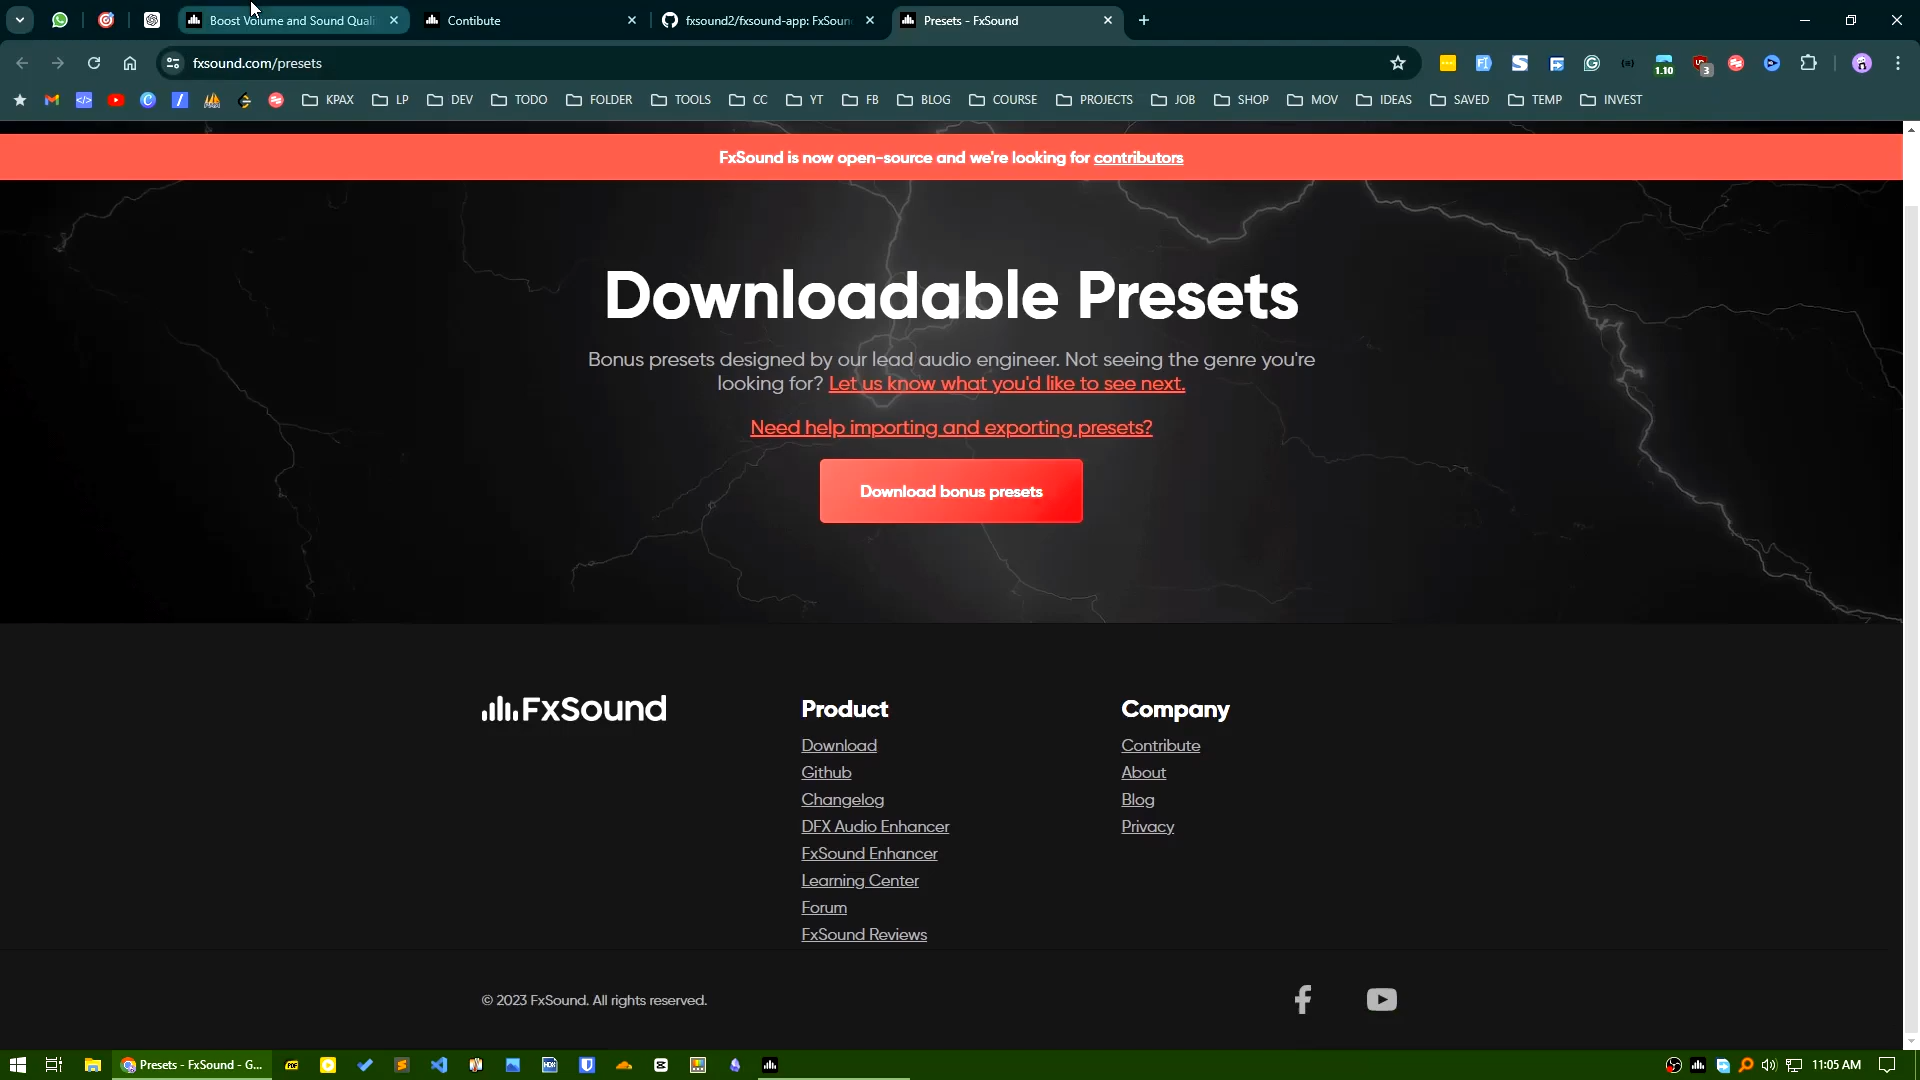 Boost Volume and Sound Quali
Contibute
fxsound2/fxsound-app: FxSoun
Presets - FxSound
fxsound.com/presets
1.10
3
KPAX
LP
DEV
TODO
FOLDER
TOOLS
CC
YT
FB
BLOG
COURSE
PROJECTS
JOB
SHOP
MOV
IDEAS
SAVED
TEMP
INVEST
FxSound is now open-source and we're looking for contributors
Downloadable Presets
Bonus presets designed by our lead audio engineer. Not seeing the genre you're
looking for? Let us know what you'd like to see next.
Need help importing and exporting presets?
Download bonus presets
FxSound
Product
Download
Github
Changelog
DFX Audio Enhancer
FxSound Enhancer
Learning Center
Forum
FxSound Reviews
Company
Contribute
About
Blog
Privacy
© 2023 FxSound. All rights reserved.
Presets - FxSound - G...
11:05 AM